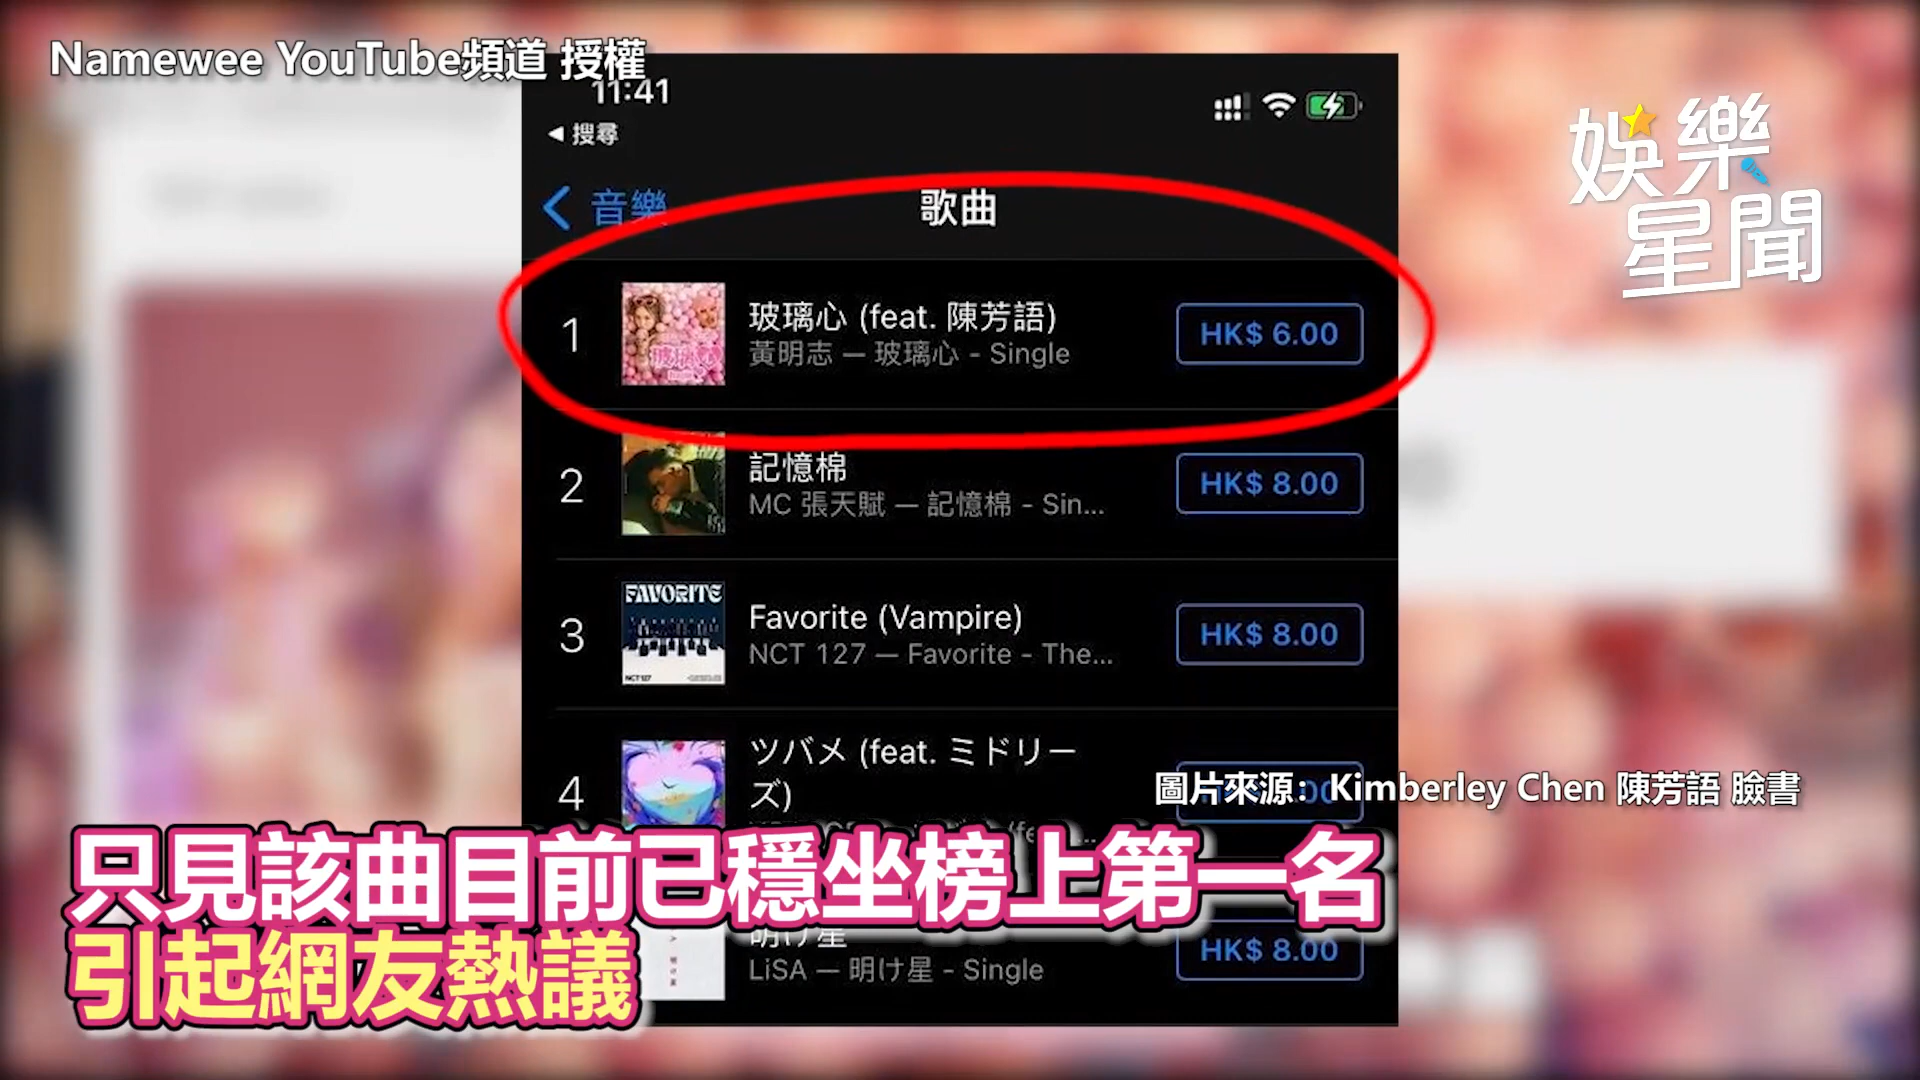 Namewee YouTube頻道 授權
11:41
搜尋
娛樂
星聞
音樂
歌曲
1
玻璃心 (feat. 陳芳語)
黃明志 — 玻璃心 - Single
HK$ 6.00
2
記憶棉
MC 張天賦 — 記憶棉 - Sin...
HK$ 8.00
FAVORITE
NCT 127
3
Favorite (Vampire)
NCT 127 — Favorite - The...
HK$ 8.00
4
ツバメ (feat. ミドリー
ズ)
圖片來源：Kimberley Chen 陳芳語 臉書
只見該曲目前已穩坐榜上第一名
引起網友熱議
明け星
LiSA — 明け星 - Single
HK$ 8.00